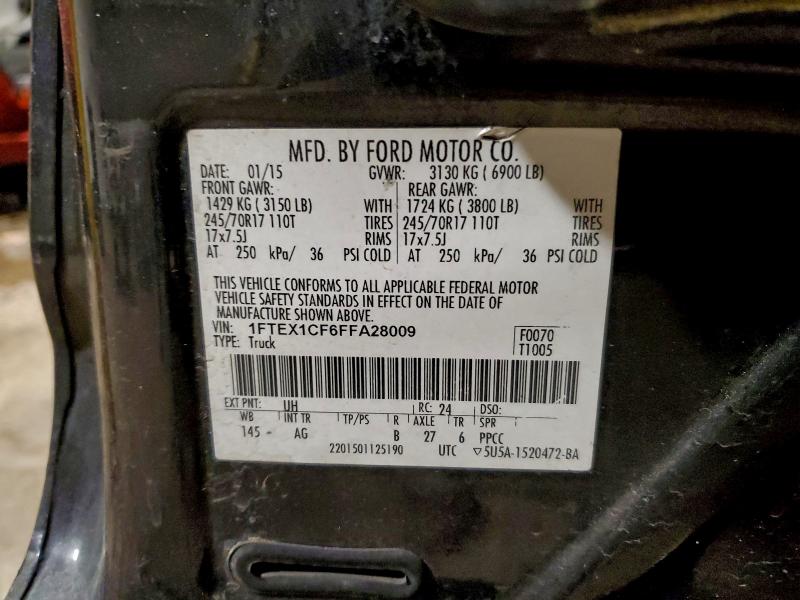 MFD. BY FORD MOTOR CO.
DATE: 01/15 GVWR: 3130 KG ( 6900 LB)
FRONT GAWR: REAR GAWR:
1429 KG ( 3150 LB) WITH 1724 KG ( 3800 LB) WITH
245/70R17 110T TIRES 245/70R17 110T TIRES
17x7.5J RIMS 17x7.5J RIMS
AT 250 kPa/ 36 PSI COLD AT 250 kPa/ 36 PSI COLD
THIS VEHICLE CONFORMS TO ALL APPLICABLE FEDERAL MOTOR
VEHICLE SAFETY STANDARDS IN EFFECT ON THE DATE OF
MANUFACTURE SHOWN ABOVE.
VIN: 1FTEX1CF6FFA28009 F0070
TYPE: Truck T1005
EXT PNT: UH RC: 24 DSO:
WB INT TR TP/PS R AXLE TR SPR
145 - AG B 27 6 PPCC
2201501125190 UTC ▽5U5A-1520472-BA